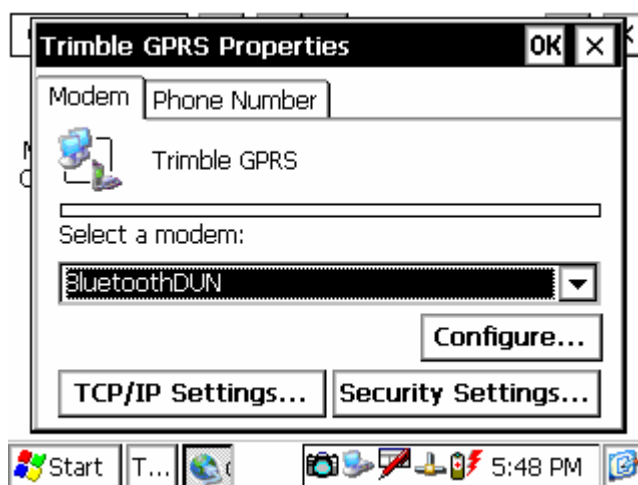 Trimble GPRS Properties OK
Modem Phone Number
Trimble GPRS
Select a modem:
BluetoothDUN
Configure...
TCP/IP Settings... Security Settings...
Start T... 5:48 PM